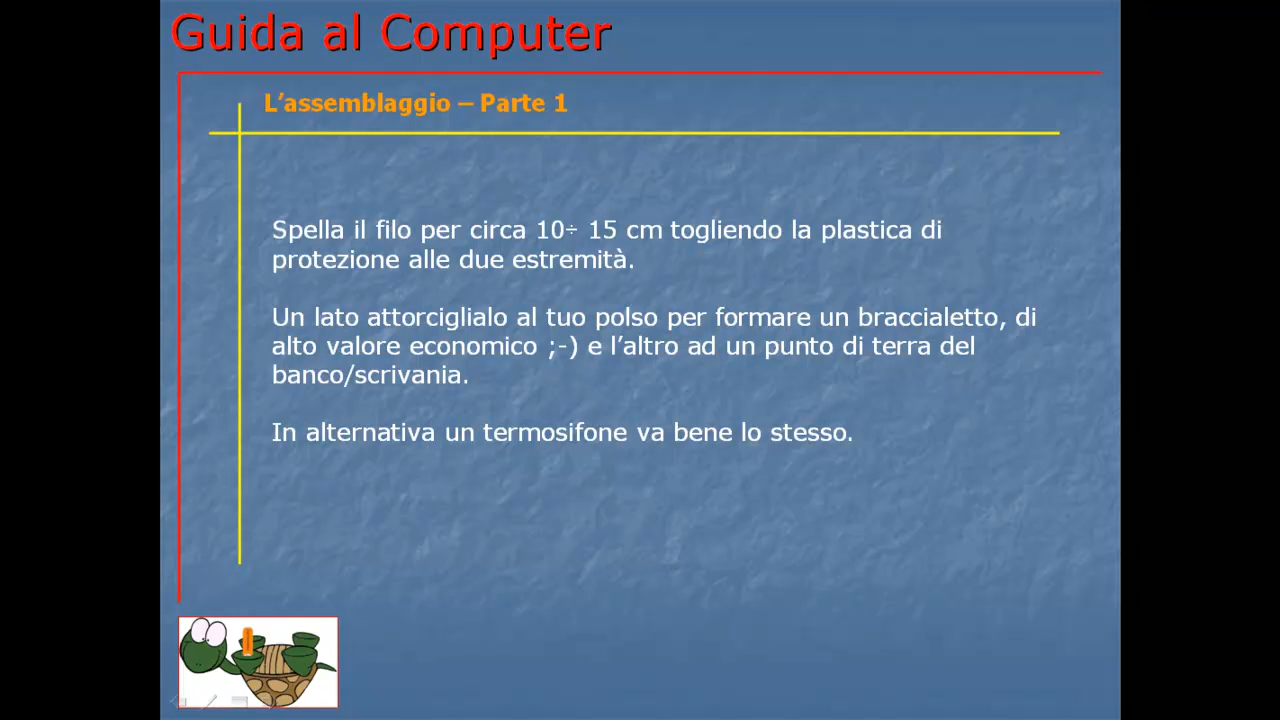 Guida al Computer
L’assemblaggio – Parte 1
Spella il filo per circa 10÷ 15 cm togliendo la plastica di
protezione alle due estremità.
Un lato attorciglialo al tuo polso per formare un braccialetto, di
alto valore economico ;-) e l’altro ad un punto di terra del
banco/scrivania.
In alternativa un termosifone va bene lo stesso.